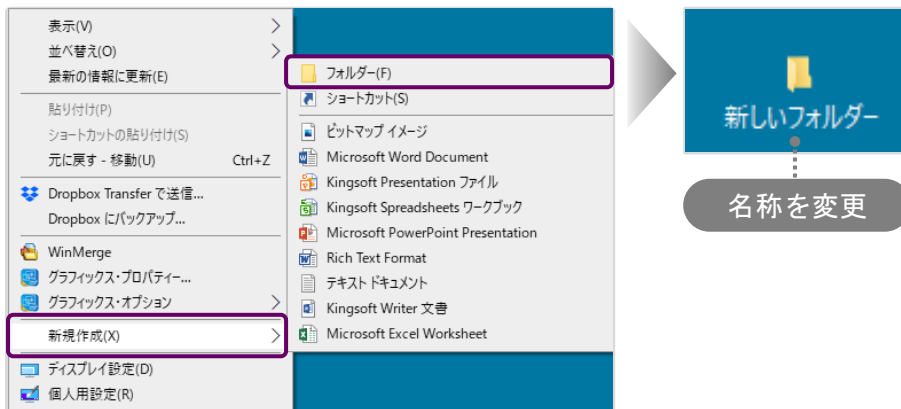 表示(V)
並べ替え(O)
最新の情報に更新(E)
貼り付け(P)
ショートカットの貼り付け(S)
元に戻す - 移動(U) Ctrl+Z
Dropbox Transfer で送信...
Dropbox にバックアップ...
WinMerge
グラフィックス・プロパティー...
グラフィックス・オプション
新規作成(X)
ディスプレイ設定(D)
個人用設定(R)
フォルダー(F)
ショートカット(S)
ビットマップ イメージ
Microsoft Word Document
Kingsoft Presentation ファイル
Kingsoft Spreadsheets ワークブック
Microsoft PowerPoint Presentation
Rich Text Format
テキスト ドキュメント
Kingsoft Writer 文書
Microsoft Excel Worksheet
新しいフォルダー
名称を変更